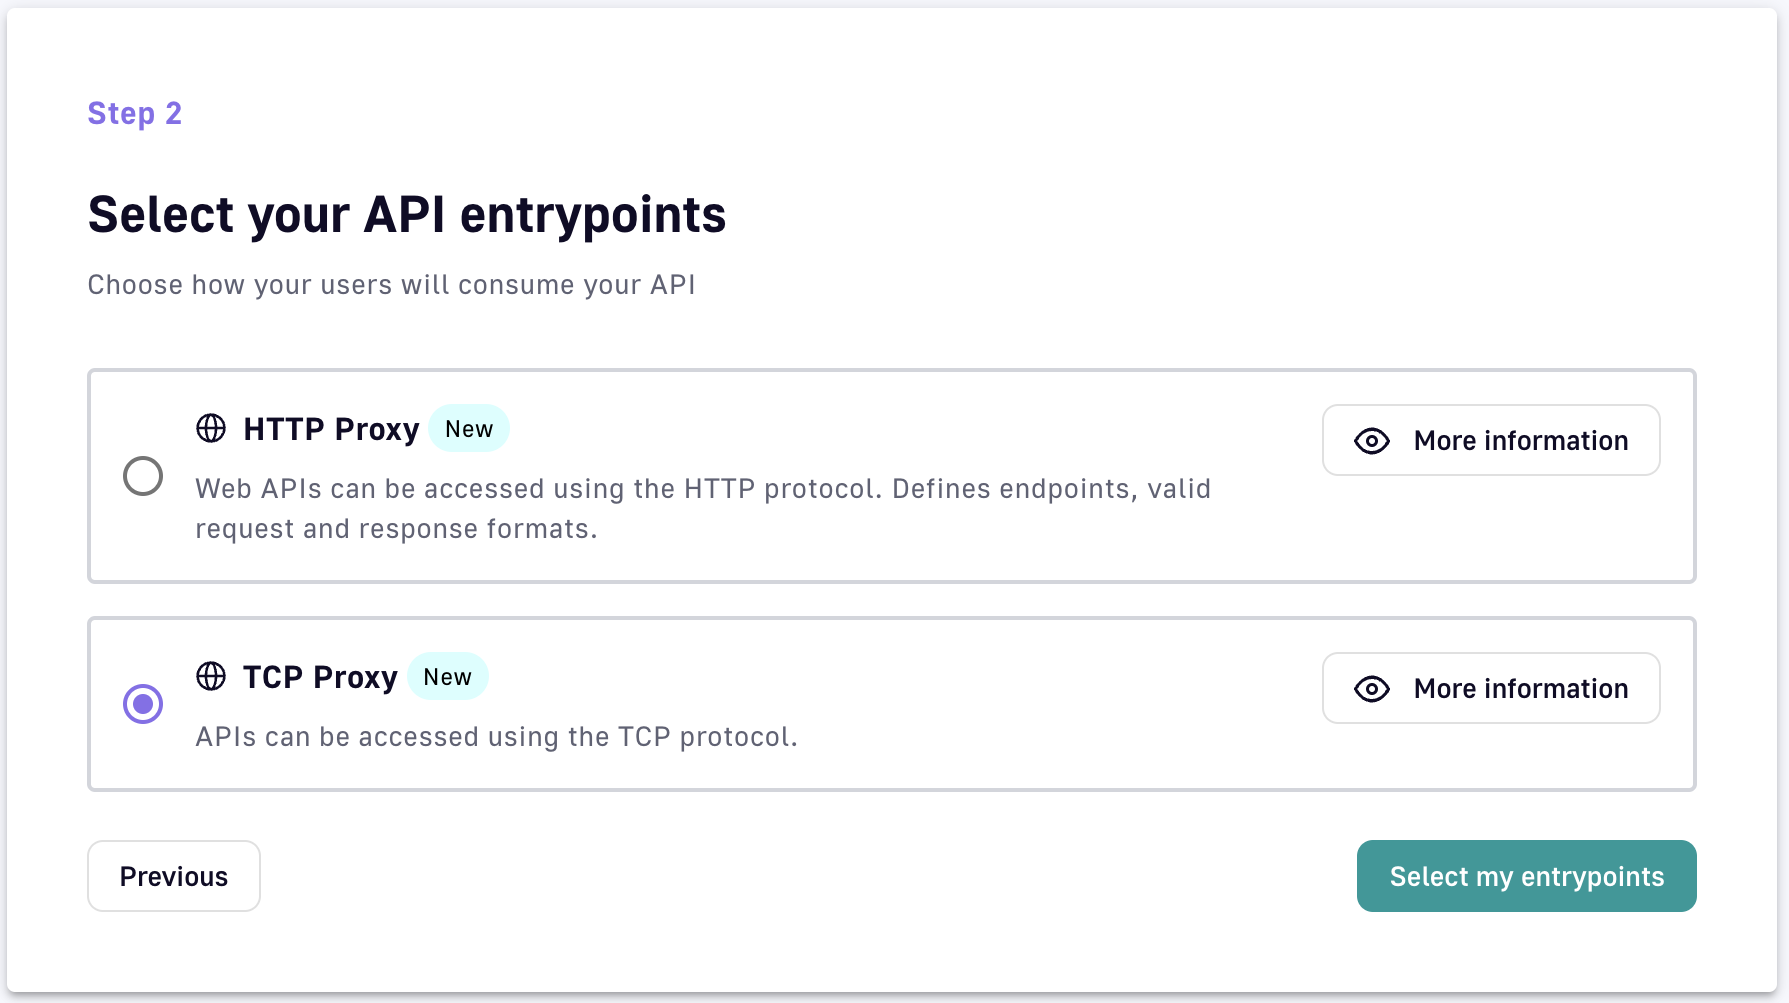 Step 2
Select your API entrypoints
Choose how your users will consume your API
HTTP Proxy New
More information
Web APIs can be accessed using the HTTP protocol. Defines endpoints, valid
request and response formats.
TCP Proxy New
More information
APIs can be accessed using the TCP protocol.
Previous
Select my entrypoints